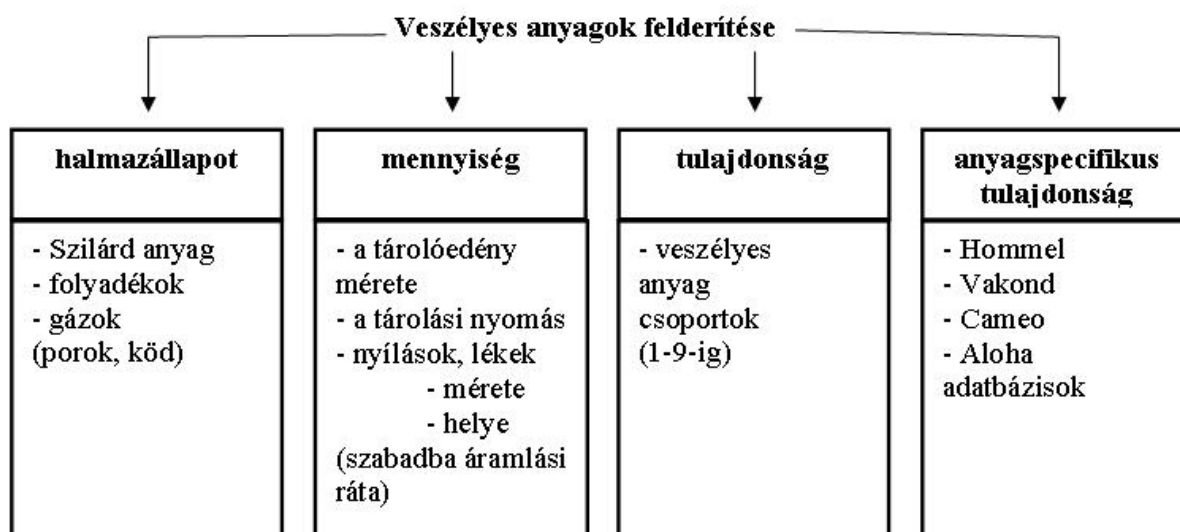 Veszélyes anyagok felderítése
halmazállapot
- Szilárd anyag
- folyadékok
- gázok
(porok, köd)
mennyiség
- a tárolóedény
mérete
- a tárolási nyomás
- nyílások, lékek
- mérete
- helye
(szabadba áramlási
ráta)
tulajdonság
- veszélyes
anyag
csoportok
(1-9-ig)
anyagspecifikus
tulajdonság
- Hommel
- Vakond
- Cameo
- Aloha
adatbázisok